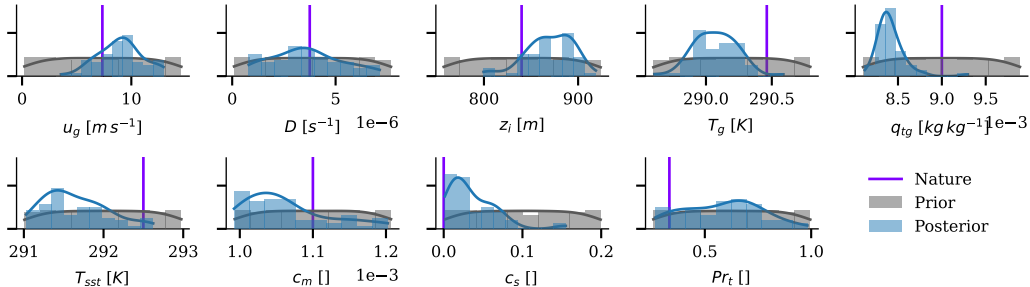 0 10
u_g [m s⁻¹]
0 5
1e−6
D [s⁻¹]
800 900
z_i [m]
290.0 290.5
T_g [K]
8.5 9.0 9.5
1e−3
q_tg [kg kg⁻¹]
291 292 293
T_sst [K]
1.0 1.1 1.2
1e−3
c_m []
0.0 0.1 0.2
c_s []
0.5 1.0
Pr_t []
Nature
Prior
Posterior